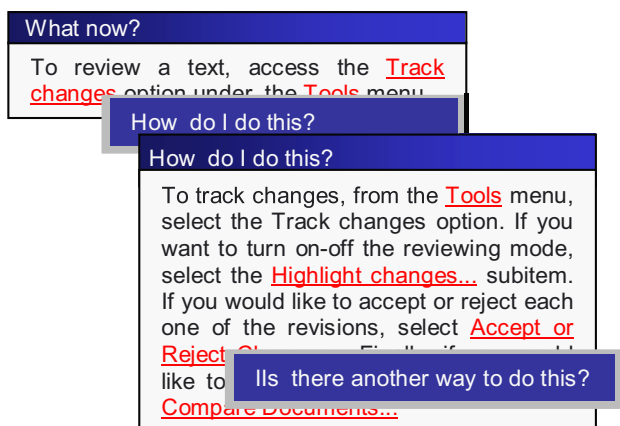 What now?
To review a text, access the Track
changes option under the Tools menu
How do I do this?
How do I do this?
To track changes, from the Tools menu,
select the Track changes option. If you
want to turn on-off the reviewing mode,
select the Highlight changes... subitem.
If you would like to accept or reject each
one of the revisions, select Accept or
Reject
like to
IIs there another way to do this?
Compare Documents...